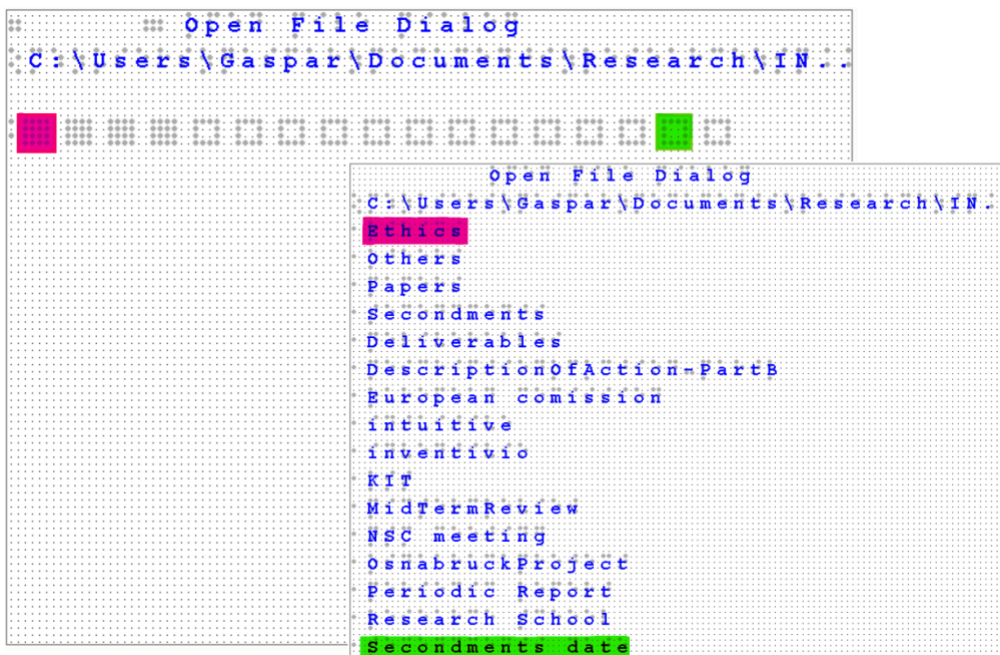 Open File Dialog
C:\Users\Gaspar\Documents\Research\IN..
Open File Dialog
C:\Users\Gaspar\Documents\Research\IN.
Ethics
Others
Papers
Secondments
Deliverables
DescriptionOfAction-PartB
European comission
intuitive
inventivio
KIT
MidTermReview
NSC meeting
OsnabruckProject
Periodic Report
Research School
Secondments date